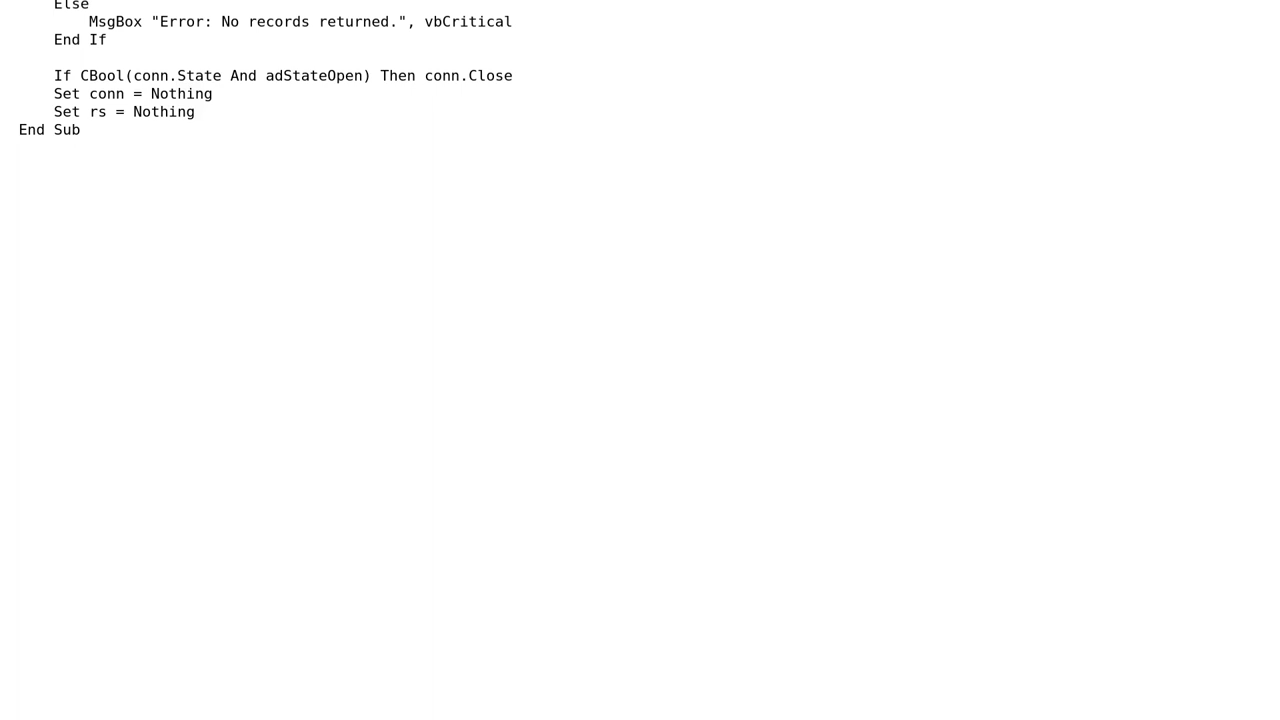 Else
        MsgBox "Error: No records returned.", vbCritical
    End If

    If CBool(conn.State And adStateOpen) Then conn.Close
    Set conn = Nothing
    Set rs = Nothing
End Sub